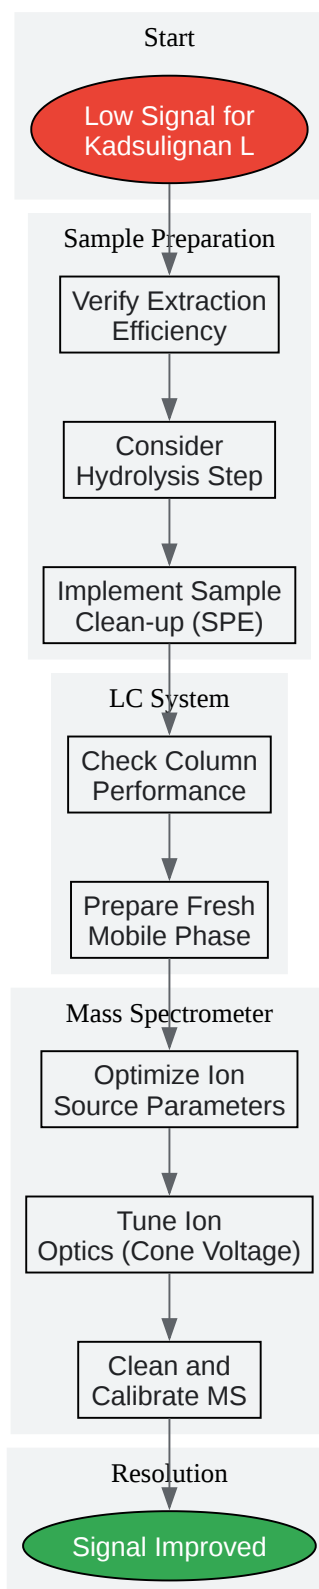 Start
Low Signal for
Kadsulignan L
Sample Preparation
Verify Extraction
Efficiency
Consider
Hydrolysis Step
Implement Sample
Clean-up (SPE)
LC System
Check Column
Performance
Prepare Fresh
Mobile Phase
Mass Spectrometer
Optimize Ion
Source Parameters
Tune Ion
Optics (Cone Voltage)
Clean and
Calibrate MS
Resolution
Signal Improved